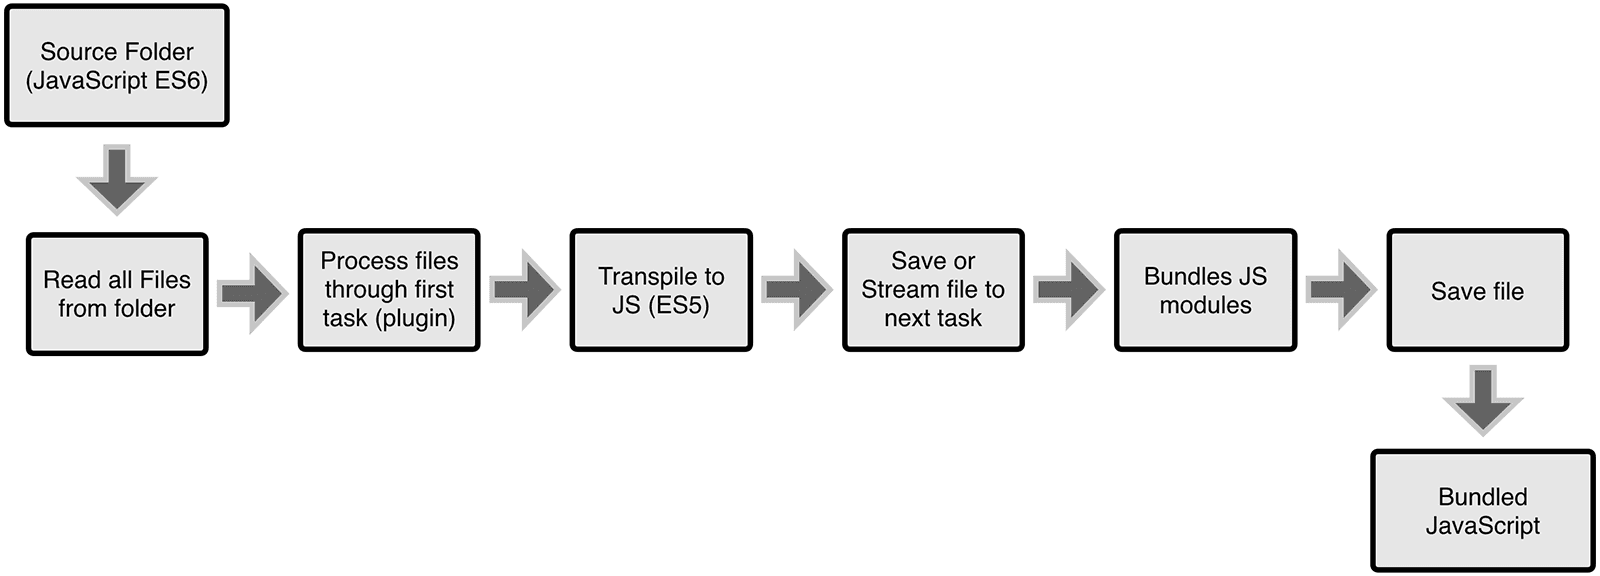 Source Folder
(JavaScript ES6)
Read all Files
from folder
Process files
through first
task (plugin)
Transpile to
JS (ES5)
Save or
Stream file to
next task
Bundles JS
modules
Save file
Bundled
JavaScript